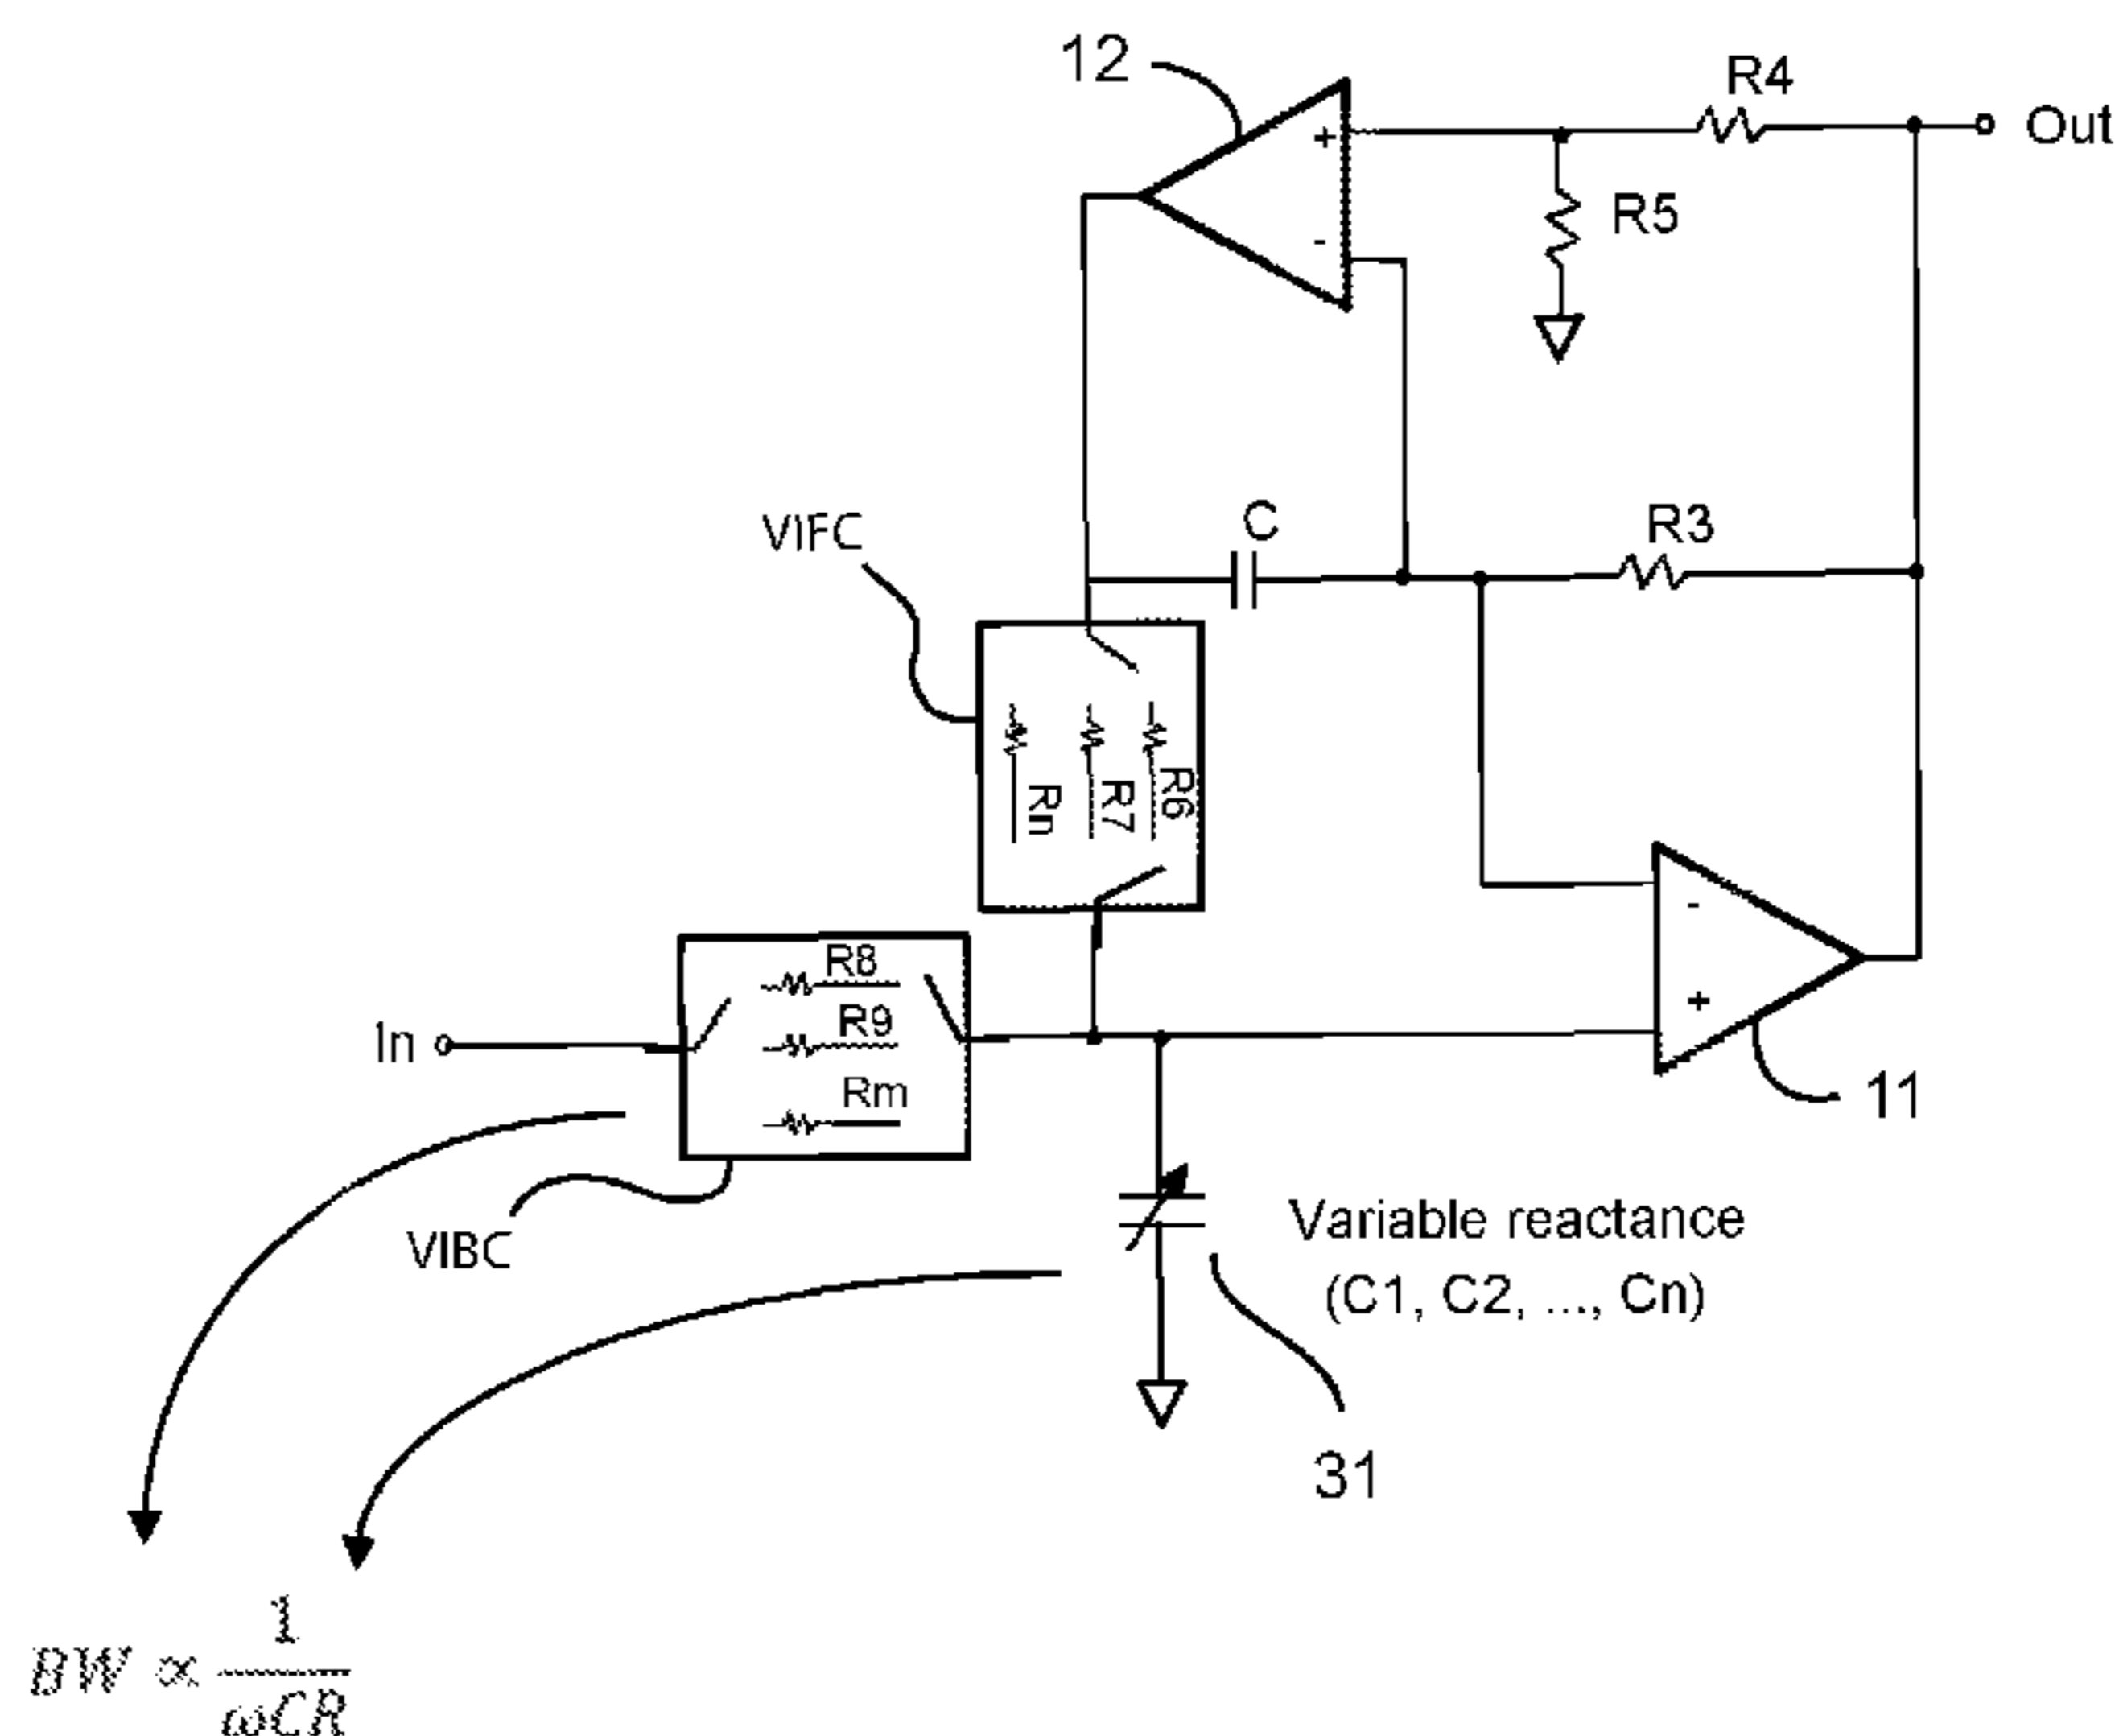 12
R4
Out
+
R5
-
C
R3
VIFC
R6
R7
Rn
-
R8
+
In
R9
Rm
11
VIBC
Variable reactance
(C1, C2, ..., Cn)
31
BW ∝ 1/ωCR